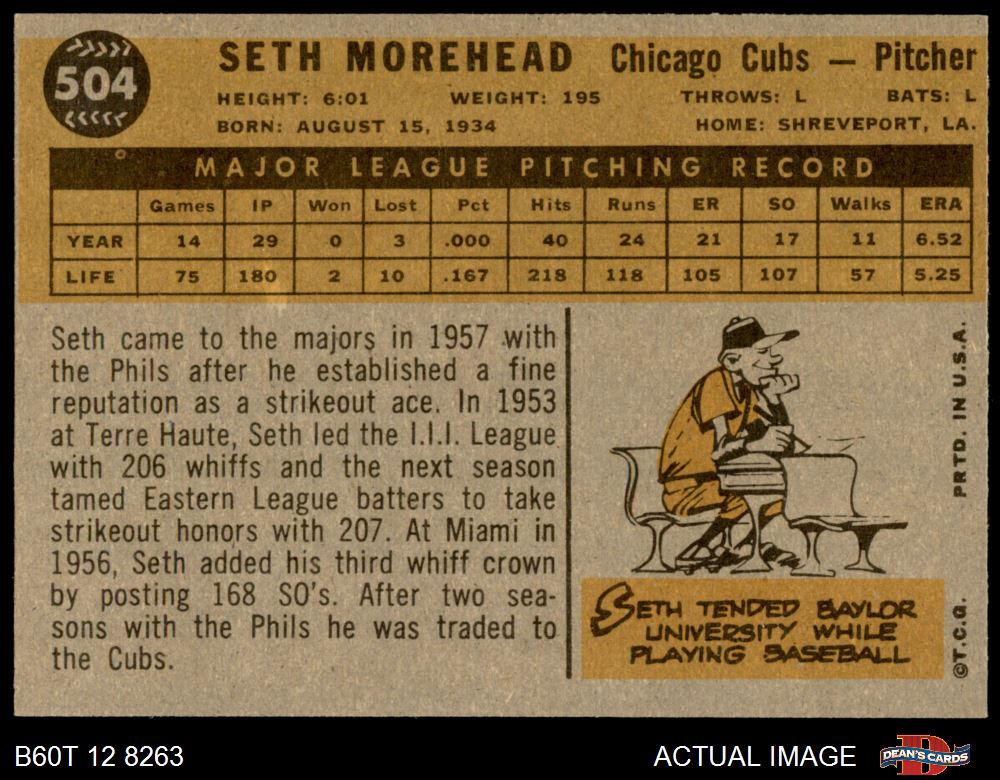 504
SETH MOREHEAD Chicago Cubs — Pitcher
HEIGHT: 6:01 WEIGHT: 195 THROWS: L BATS: L
BORN: AUGUST 15, 1934 HOME: SHREVEPORT, LA.
MAJOR LEAGUE PITCHING RECORD
Games IP Won Lost Pct Hits Runs ER SO Walks ERA
YEAR 14 29 0 3 .000 40 24 21 17 11 6.52
LIFE 75 180 2 10 .167 218 118 105 107 57 5.25
Seth came to the majors in 1957 with
the Phils after he established a fine
reputation as a strikeout ace. In 1953
at Terre Haute, Seth led the I.I.I. League
with 206 whiffs and the next season
tamed Eastern League batters to take
strikeout honors with 207. At Miami in
1956, Seth added his third whiff crown
by posting 168 SO's. After two sea-
sons with the Phils he was traded to
the Cubs.
SETH TENDED BAYLOR
UNIVERSITY WHILE
PLAYING BASEBALL
©T.C.G. PRTD. IN U.S.A.
B60T 12 8263 ACTUAL IMAGE DEAN'S CARDS